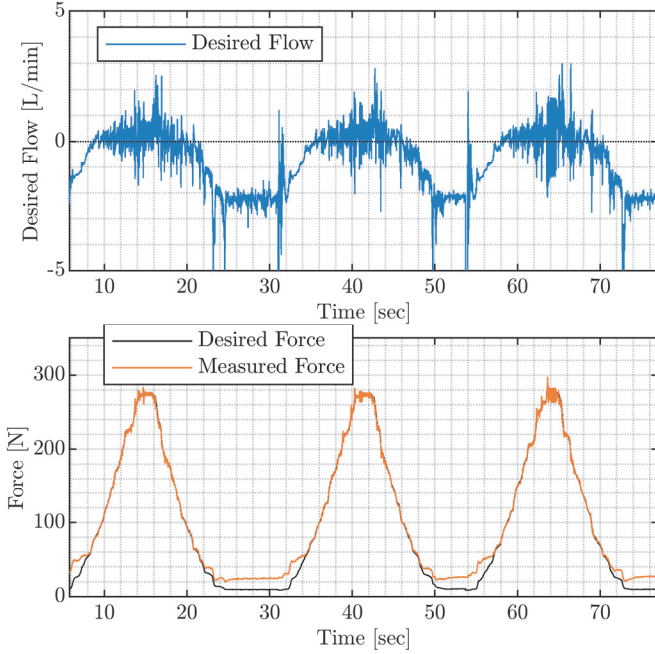 5
Desired Flow
Desired Flow [L/min]
0
-5
10 20 30 40 50 60 70
Time [sec]
Desired Force
Measured Force
300
200
100
0
Force [N]
10 20 30 40 50 60 70
Time [sec]